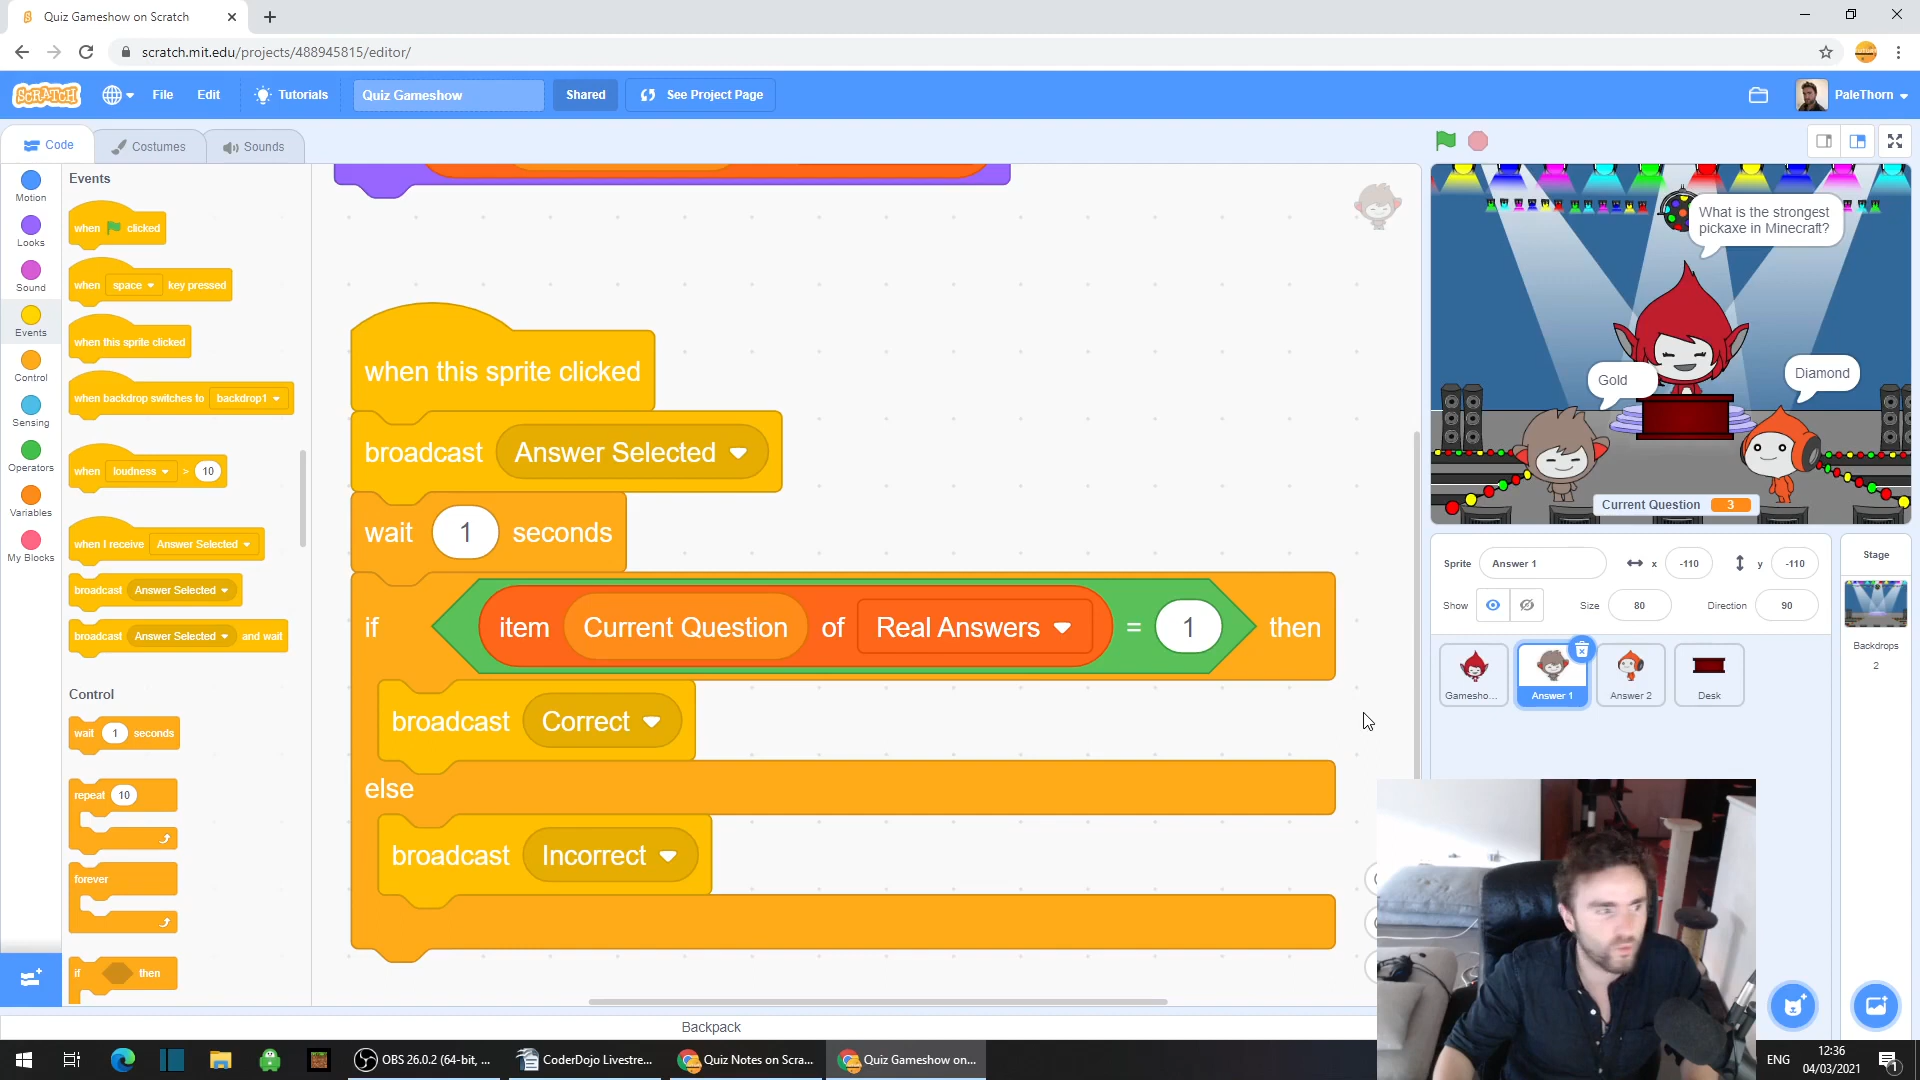 Quiz Gameshow on Scratch
scratch.mit.edu/projects/488945815/editor/
SCRATCH
File
Edit
Tutorials
Quiz Gameshow
Shared
See Project Page
PaleThorn
Code
Costumes
Sounds
Motion
Looks
Sound
Events
Control
Sensing
Operators
Variables
My Blocks
Events
when clicked
when space key pressed
when this sprite clicked
when backdrop switches to backdrop1
when loudness > 10
when I receive Answer Selected
broadcast Answer Selected
broadcast Answer Selected and wait
Control
wait 1 seconds
repeat 10
forever
if then
when this sprite clicked
broadcast Answer Selected
wait 1 seconds
if item Current Question of Real Answers = 1 then
broadcast Correct
else
broadcast Incorrect
Backpack
What is the strongest
pickaxe in Minecraft?
Gold
Diamond
Current Question 3
Sprite Answer 1 x -110 y -110
Show Size 80 Direction 90
Gamesho...
Answer 1
Answer 2
Desk
Stage
Backdrops
2
OBS 26.0.2 (64-bit, ...
CoderDojo Livestre...
Quiz Notes on Scra...
Quiz Gameshow on...
ENG
12:36
04/03/2021
1